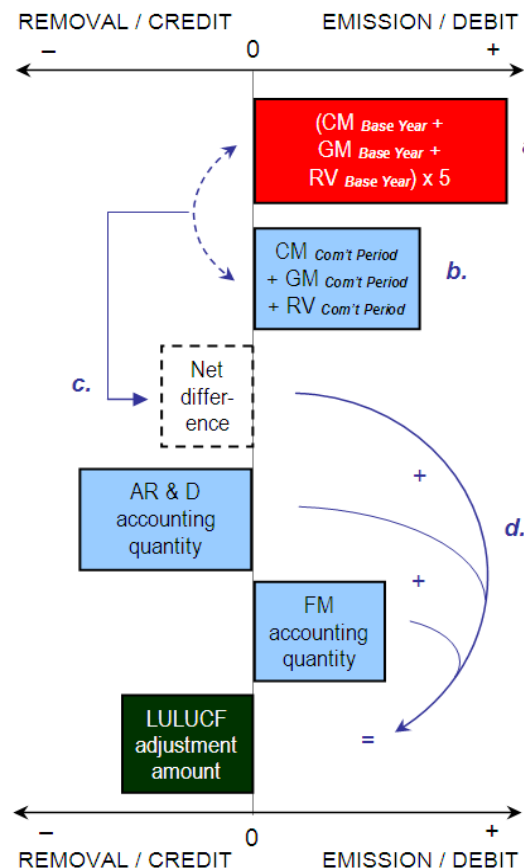 REMOVAL / CREDIT EMISSION / DEBIT
– 0 +
(CM Base Year +
GM Base Year +
RV Base Year) x 5
CM Com't Period
+ GM Com't Period
+ RV Com't Period
b.
c.
Net
differ-
ence
+
AR & D
accounting
quantity
d.
+
FM
accounting
quantity
LULUCF
adjustment
amount
=
– 0 +
REMOVAL / CREDIT EMISSION / DEBIT